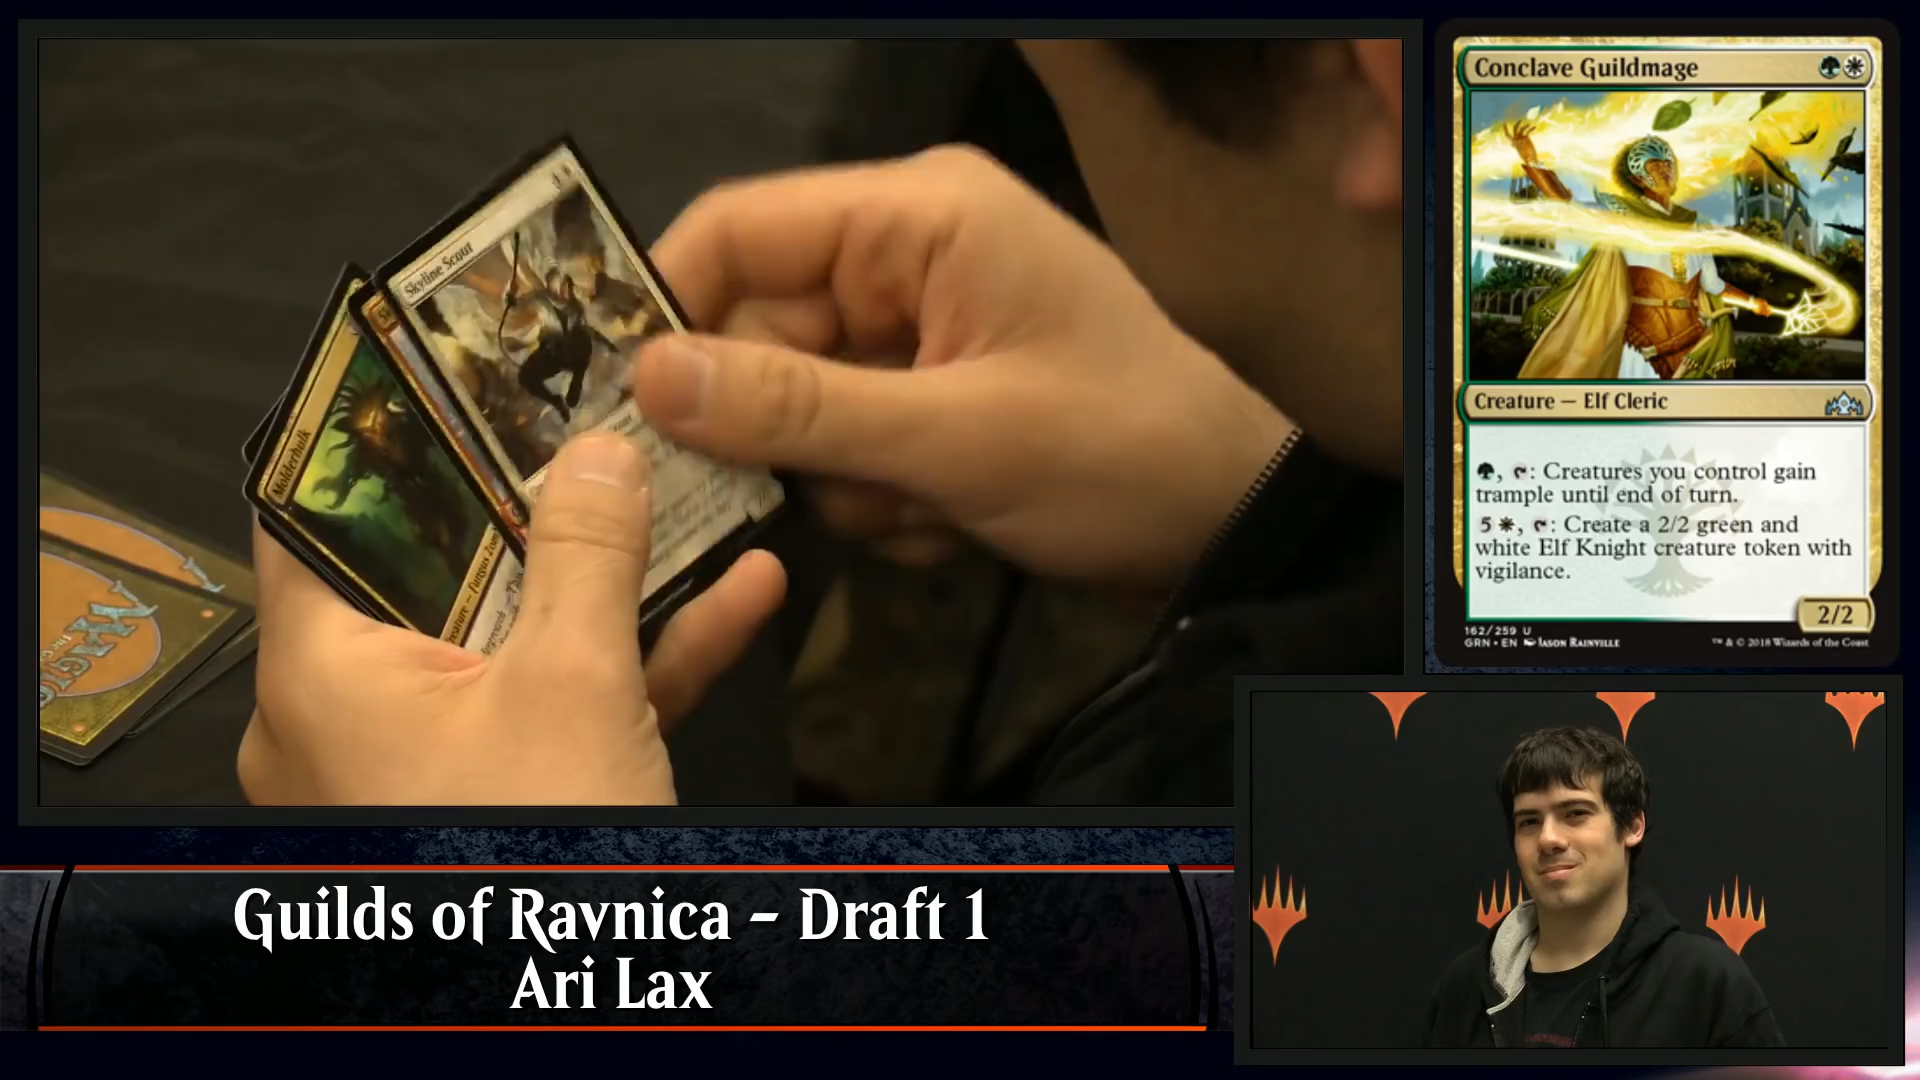 Skyline Scout
Molderhulk
MAGIC
Conclave Guildmage
Creature — Elf Cleric
, : Creatures you control gain
trample until end of turn.
5 , : Create a 2/2 green and
white Elf Knight creature token with
vigilance.
2/2
162/259 U
GRN • EN Jason Rainville
™ & © 2018 Wizards of the Coast
Guilds of Ravnica – Draft 1
Ari Lax